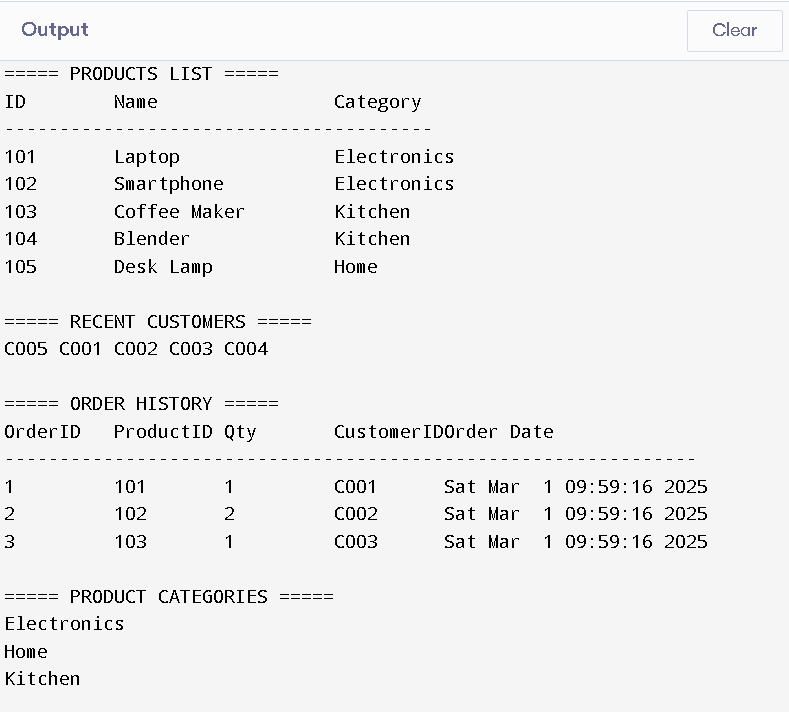 Output
Clear
===== PRODUCTS LIST =====
ID        Name                Category
---------------------------------------
101       Laptop              Electronics
102       Smartphone          Electronics
103       Coffee Maker        Kitchen
104       Blender             Kitchen
105       Desk Lamp           Home
===== RECENT CUSTOMERS =====
C005 C001 C002 C003 C004
===== ORDER HISTORY =====
OrderID   ProductID Qty       CustomerIDOrder Date
---------------------------------------------------------------
1         101       1         C001      Sat Mar  1 09:59:16 2025
2         102       2         C002      Sat Mar  1 09:59:16 2025
3         103       1         C003      Sat Mar  1 09:59:16 2025
===== PRODUCT CATEGORIES =====
Electronics
Home
Kitchen